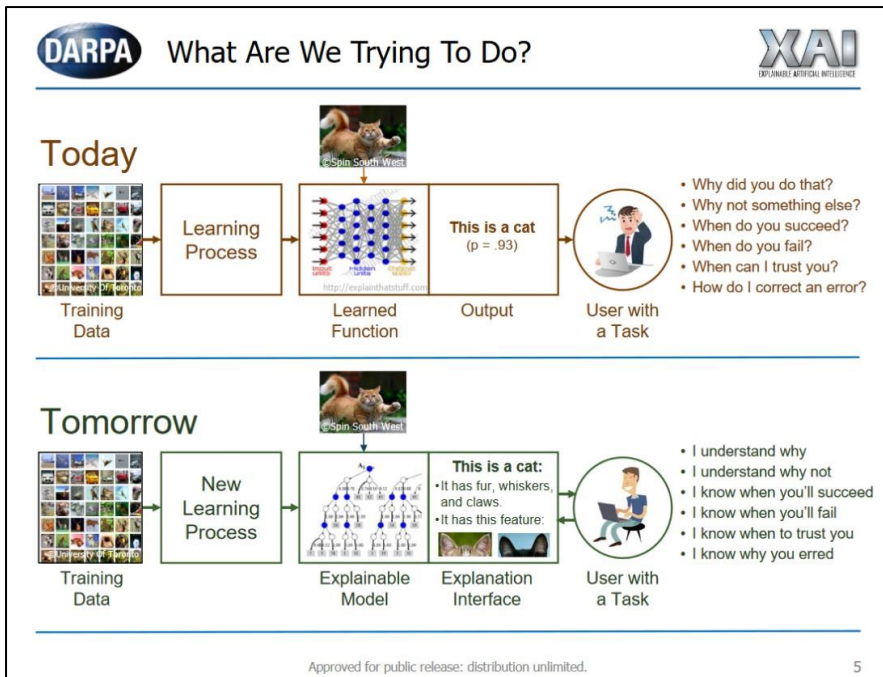 DARPA
What Are We Trying To Do?
XAI
EXPLAINABLE ARTIFICIAL INTELLIGENCE
Today
©Spin South West
©University Of Toronto
Training
Data
Learning
Process
Input
units
Hidden
units
Output
units
http://explainthatstuff.com
Learned
Function
This is a cat
(p = .93)
Output
User with
a Task
• Why did you do that?
• Why not something else?
• When do you succeed?
• When do you fail?
• When can I trust you?
• How do I correct an error?
Tomorrow
©Spin South West
©University Of Toronto
Training
Data
New
Learning
Process
Explainable
Model
This is a cat:
• It has fur, whiskers,
and claws.
• It has this feature:
Explanation
Interface
User with
a Task
• I understand why
• I understand why not
• I know when you'll succeed
• I know when you'll fail
• I know when to trust you
• I know why you erred
Approved for public release: distribution unlimited.
5